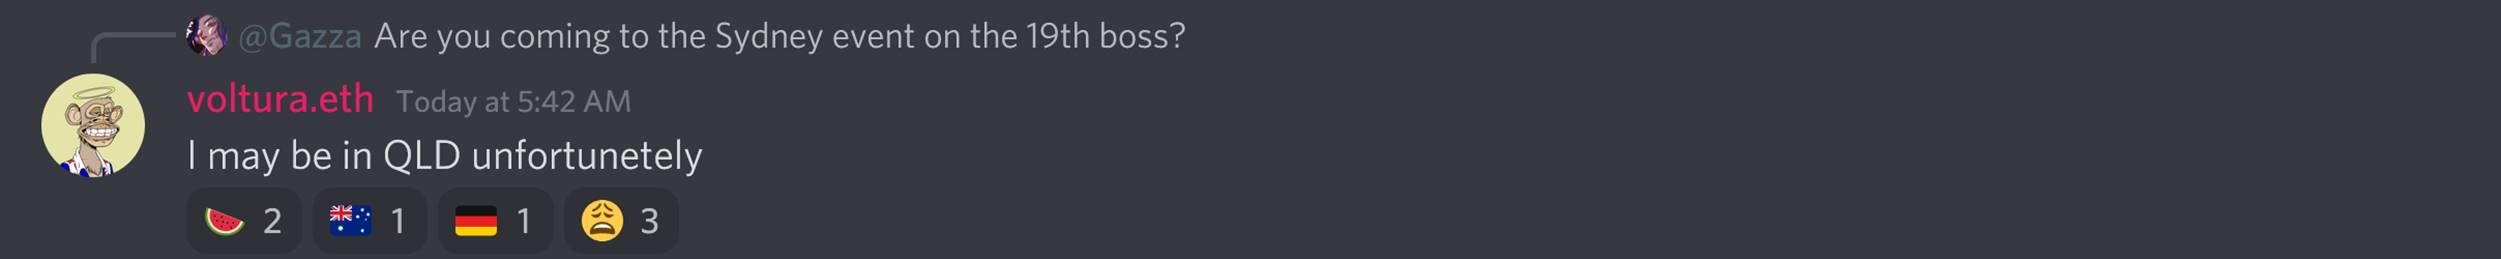 @Gazza Are you coming to the Sydney event on the 19th boss?
voltura.eth Today at 5:42 AM
I may be in QLD unfortunetely
2 1 1 3